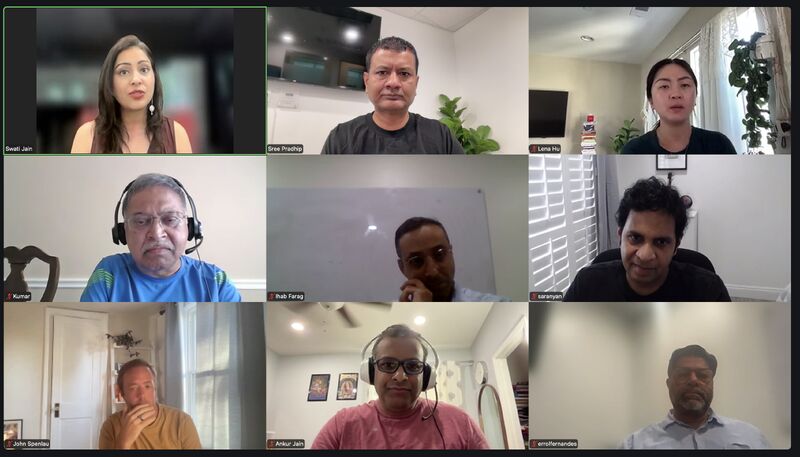 Swati Jain
Sree Pradhip
Lena Hu
Kumar
Ihab Farag
saranyan
John Spenlau
Ankur Jain
errolfernandes